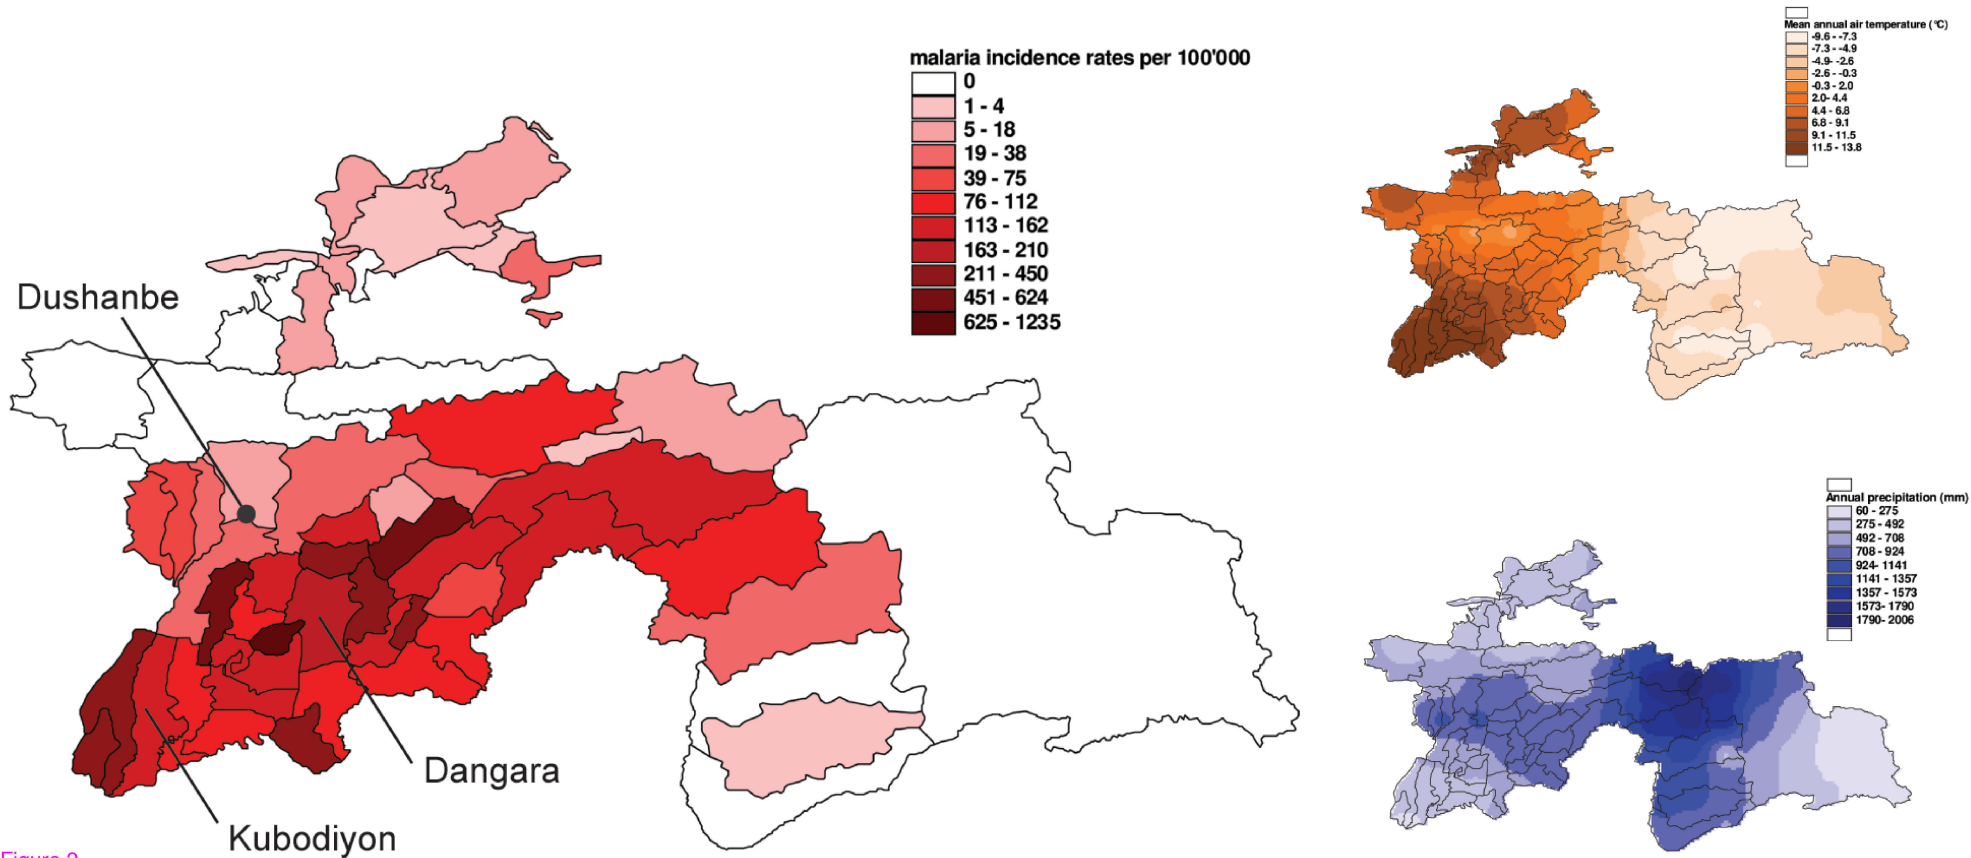 malaria incidence rates per 100'000
0
1 - 4
5 - 18
19 - 38
39 - 75
76 - 112
113 - 162
163 - 210
211 - 450
451 - 624
625 - 1235
Dushanbe
Dangara
Kubodiyon
Mean annual air temperature (°C)
-9.6 - -7.3
-7.3 - -4.9
-4.9- -2.6
-2.6 - -0.3
-0.3 - 2.0
2.0- 4.4
4.4 - 6.8
6.8 - 9.1
9.1 - 11.5
11.5 - 13.8
Annual precipitation (mm)
60 - 275
275 - 492
492 - 708
708 - 924
924- 1141
1141 - 1357
1357 - 1573
1573- 1790
1790- 2006